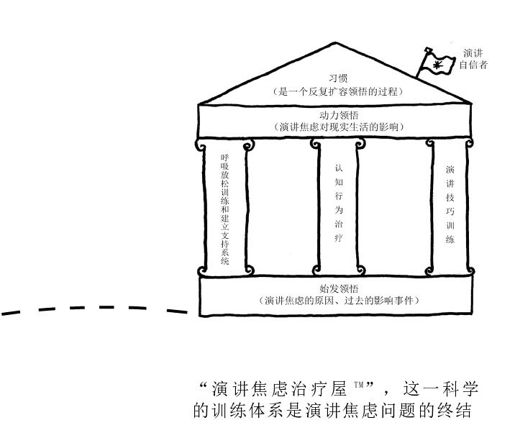 演讲
自信者
习惯
（是一个反复扩容领悟的过程）
动力领悟
（演讲焦虑对现实生活的影响）
呼吸放松训练和建立支持系统
认知行为治疗
演讲技巧训练
始发领悟
（演讲焦虑的原因、过去的影响事件）
“演讲焦虑治疗屋™”，这一科学
的训练体系是演讲焦虑问题的终结